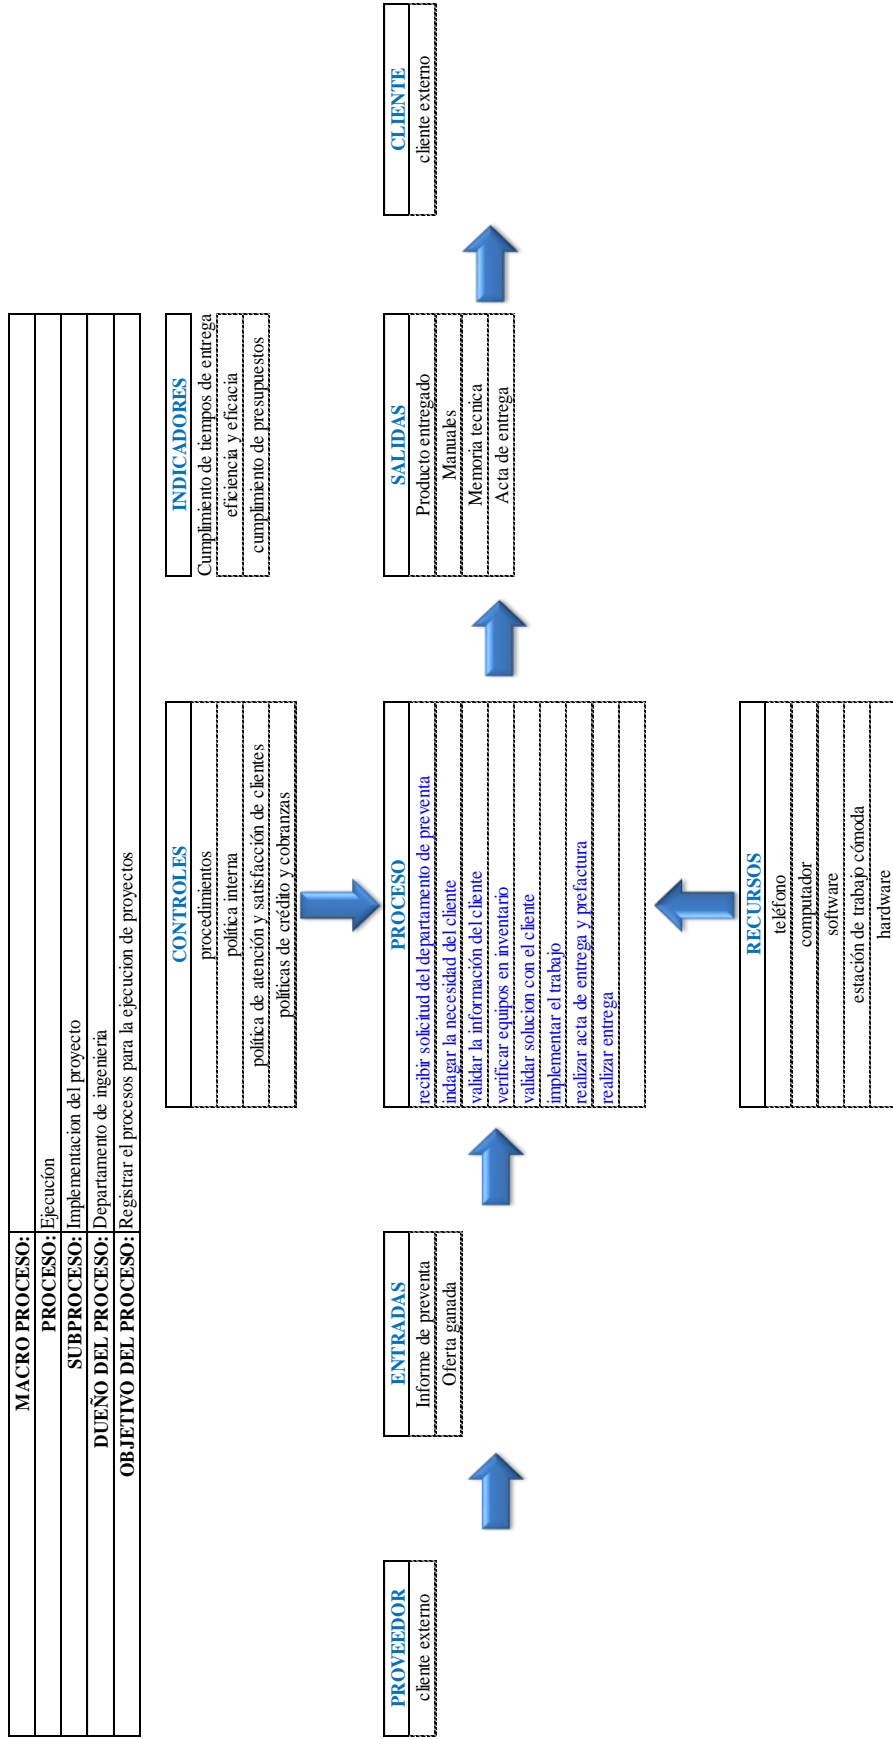 MACRO PROCESO:
PROCESO: Ejecución
SUBPROCESO: Implementacion del proyecto
DUEÑO DEL PROCESO: Departamento de ingenieria
OBJETIVO DEL PROCESO: Registrar el procesos para la ejecucion de proyectos
CONTROLES
procedimientos
política interna
política de atención y satisfacción de clientes
políticas de crédito y cobranzas
INDICADORES
Cumplimiento de tiempos de entrega
eficiencia y eficacia
cumplimiento de presupuestos
PROVEEDOR
cliente externo
ENTRADAS
Informe de preventa
Oferta ganada
PROCESO
recibir solicitud del departamento de preventa
indagar la necesidad del cliente
validar la información del cliente
verificar equipos en inventario
validar solucion con el cliente
implementar el trabajo
realizar acta de entrega y prefactura
realizar entrega
SALIDAS
Producto entregado
Manuales
Memoria tecnica
Acta de entrega
CLIENTE
cliente externo
RECURSOS
teléfono
computador
software
estación de trabajo cómoda
hardware